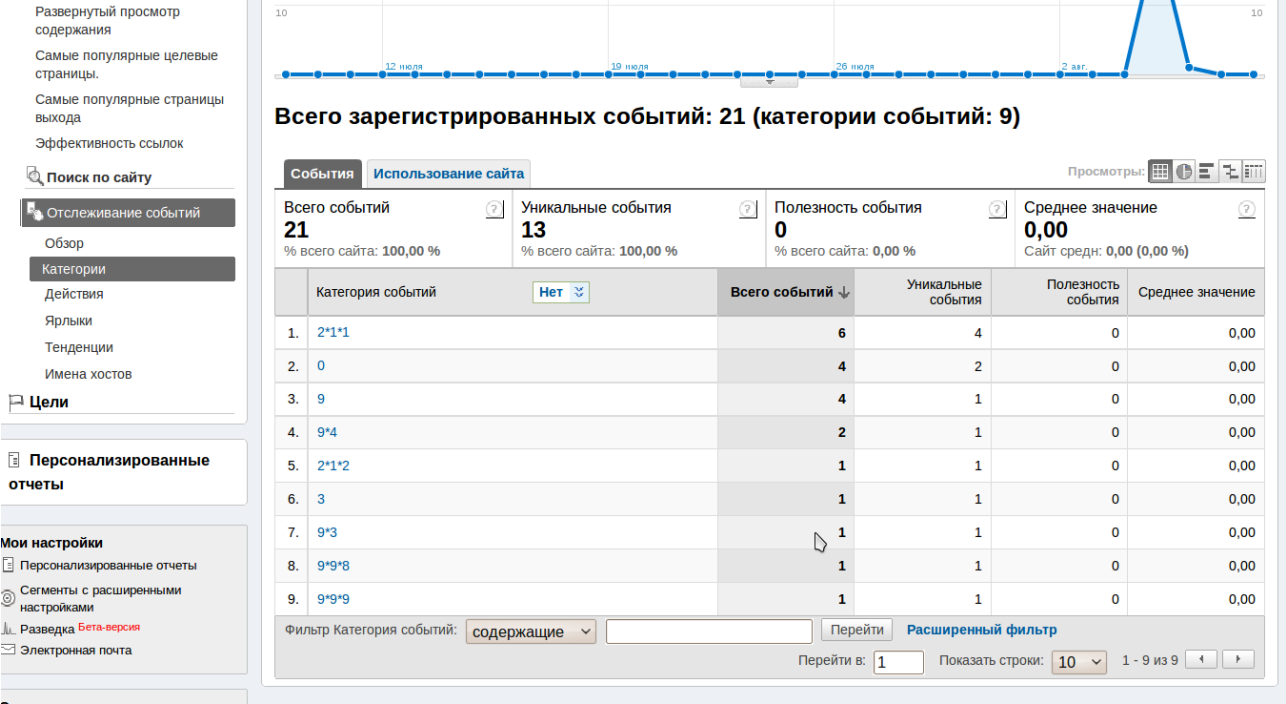 Развернутый просмотр
содержания
Самые популярные целевые
страницы.
Самые популярные страницы
выхода
Эффективность ссылок
Поиск по сайту
Отслеживание событий
Обзор
Категории
Действия
Ярлыки
Тенденции
Имена хостов
Цели
Персонализированные
отчеты
Мои настройки
Персонализированные отчеты
Сегменты с расширенными
настройками
Разведка Бета-версия
Электронная почта
10 10
12 июля 19 июля 26 июля 2 авг.
Всего зарегистрированных событий: 21 (категории событий: 9)
События Использование сайта Просмотры:
Всего событий ? Уникальные события ? Полезность события ? Среднее значение ?
21 13 0 0,00
% всего сайта: 100,00 % % всего сайта: 100,00 % % всего сайта: 0,00 % Сайт средн: 0,00 (0,00 %)
Категория событий Нет Всего событий Уникальные события Полезность события Среднее значение
1. 2*1*1 6 4 0 0,00
2. 0 4 2 0 0,00
3. 9 4 1 0 0,00
4. 9*4 2 1 0 0,00
5. 2*1*2 1 1 0 0,00
6. 3 1 1 0 0,00
7. 9*3 1 1 0 0,00
8. 9*9*8 1 1 0 0,00
9. 9*9*9 1 1 0 0,00
Фильтр Категория событий: содержащие Перейти Расширенный фильтр
Перейти в: 1 Показать строки: 10 1 - 9 из 9